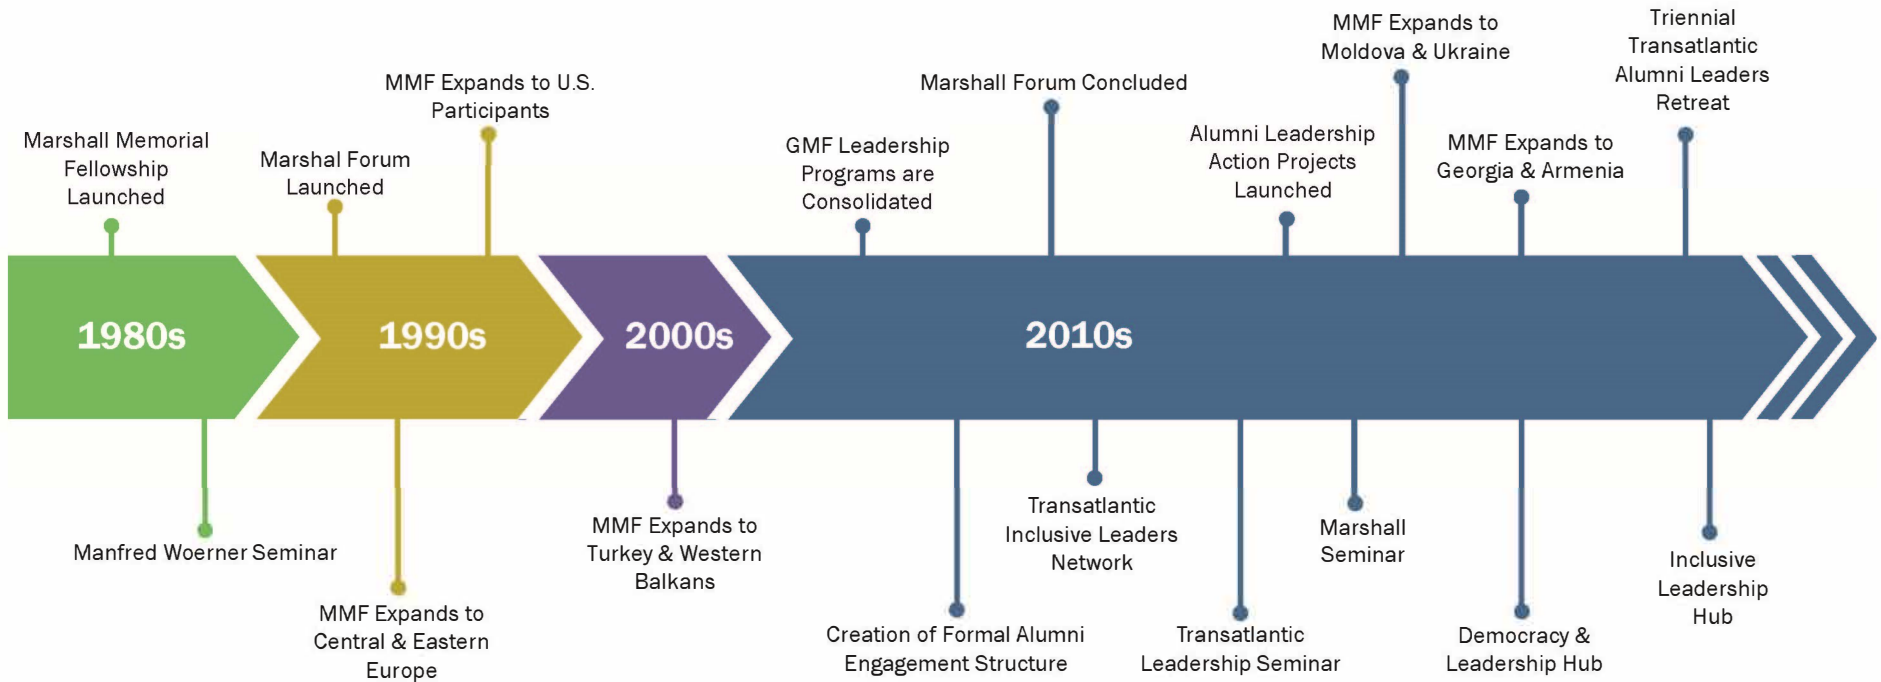 Marshall Memorial
Fellowship
Launched
Marshal Forum
Launched
MMF Expands to U.S.
Participants
GMF Leadership
Programs are
Consolidated
Marshall Forum Concluded
Alumni Leadership
Action Projects
Launched
MMF Expands to
Moldova & Ukraine
MMF Expands to
Georgia & Armenia
Triennial
Transatlantic
Alumni Leaders
Retreat
1980s
1990s
2000s
2010s
Manfred Woerner Seminar
MMF Expands to
Central & Eastern
Europe
MMF Expands to
Turkey & Western
Balkans
Creation of Formal Alumni
Engagement Structure
Transatlantic
Inclusive Leaders
Network
Transatlantic
Leadership Seminar
Marshall
Seminar
Democracy &
Leadership Hub
Inclusive
Leadership
Hub